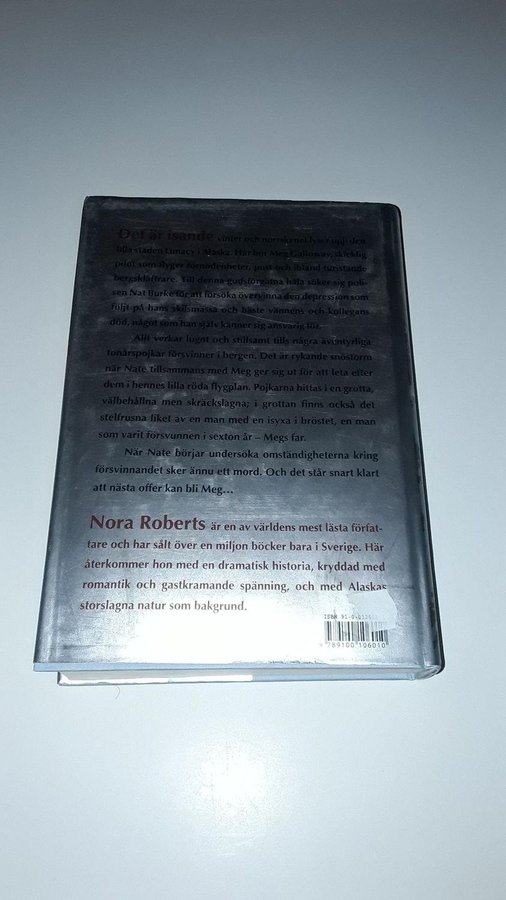 Det är isande vinter och norrskenet lyser upp den
lilla staden Lunacy i Alaska. Här bor Meg Galloway, skicklig
pilot som flyger förnödenheter, post och ibland tjutstande
bergsklättrare. Till denna gudsförgätna håla söker sig poli-
sen Nat Burke för att försöka övervinna den depression som
följt på hans skilsmässa och bäste vännens och kollegans
död, något som han själv känner sig ansvarig för.
Allt verkar lugnt och stillsamt tills några äventyrliga
tonårspojkar försvinner i bergen. Det är rykande snöstorm
när Nate tillsammans med Meg ger sig ut för att leta efter
dem i hennes lilla röda flygplan. Pojkarna hittas i en grotta,
välbehållna men skräckslagna; i grottan finns också det
stelfrusna liket av en man med en isyxa i bröstet, en man
som varit försvunnen i sexton år – Megs far.
När Nate börjar undersöka omständigheterna kring
försvinnandet sker ännu ett mord. Och det står snart klart
att nästa offer kan bli Meg...
Nora Roberts är en av världens mest lästa förfat-
tare och har sålt över en miljon böcker bara i Sverige. Här
återkommer hon med en dramatisk historia, kryddad med
romantik och gastkramande spänning, och med Alaskas
storslagna natur som bakgrund.
ISBN 91-0-010
9 789100 106010